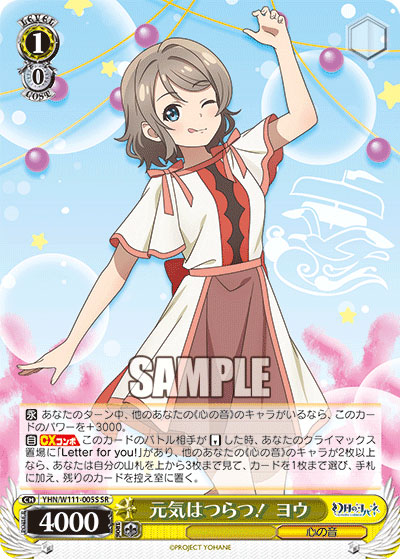 LEVEL
1
0
COST
SAMPLE
永 あなたのターン中、他のあなたの《心の音》のキャラがいるなら、このカー
ドのパワーを+3000。
自 CXコンボ このカードのバトル相手が した時、あなたのクライマックス
置場に「Letter for you!」があり、他のあなたの《心の音》のキャラが2枚以上な
ら、あなたは自分の山札を上から3枚まで見て、カードを1枚まで選び、手札
に加え、残りのカードを控え室に置く。
CH YHN/W111-005S SR
元気はつらつ! ヨウ
4000
心の音
©PROJECT YOHANE